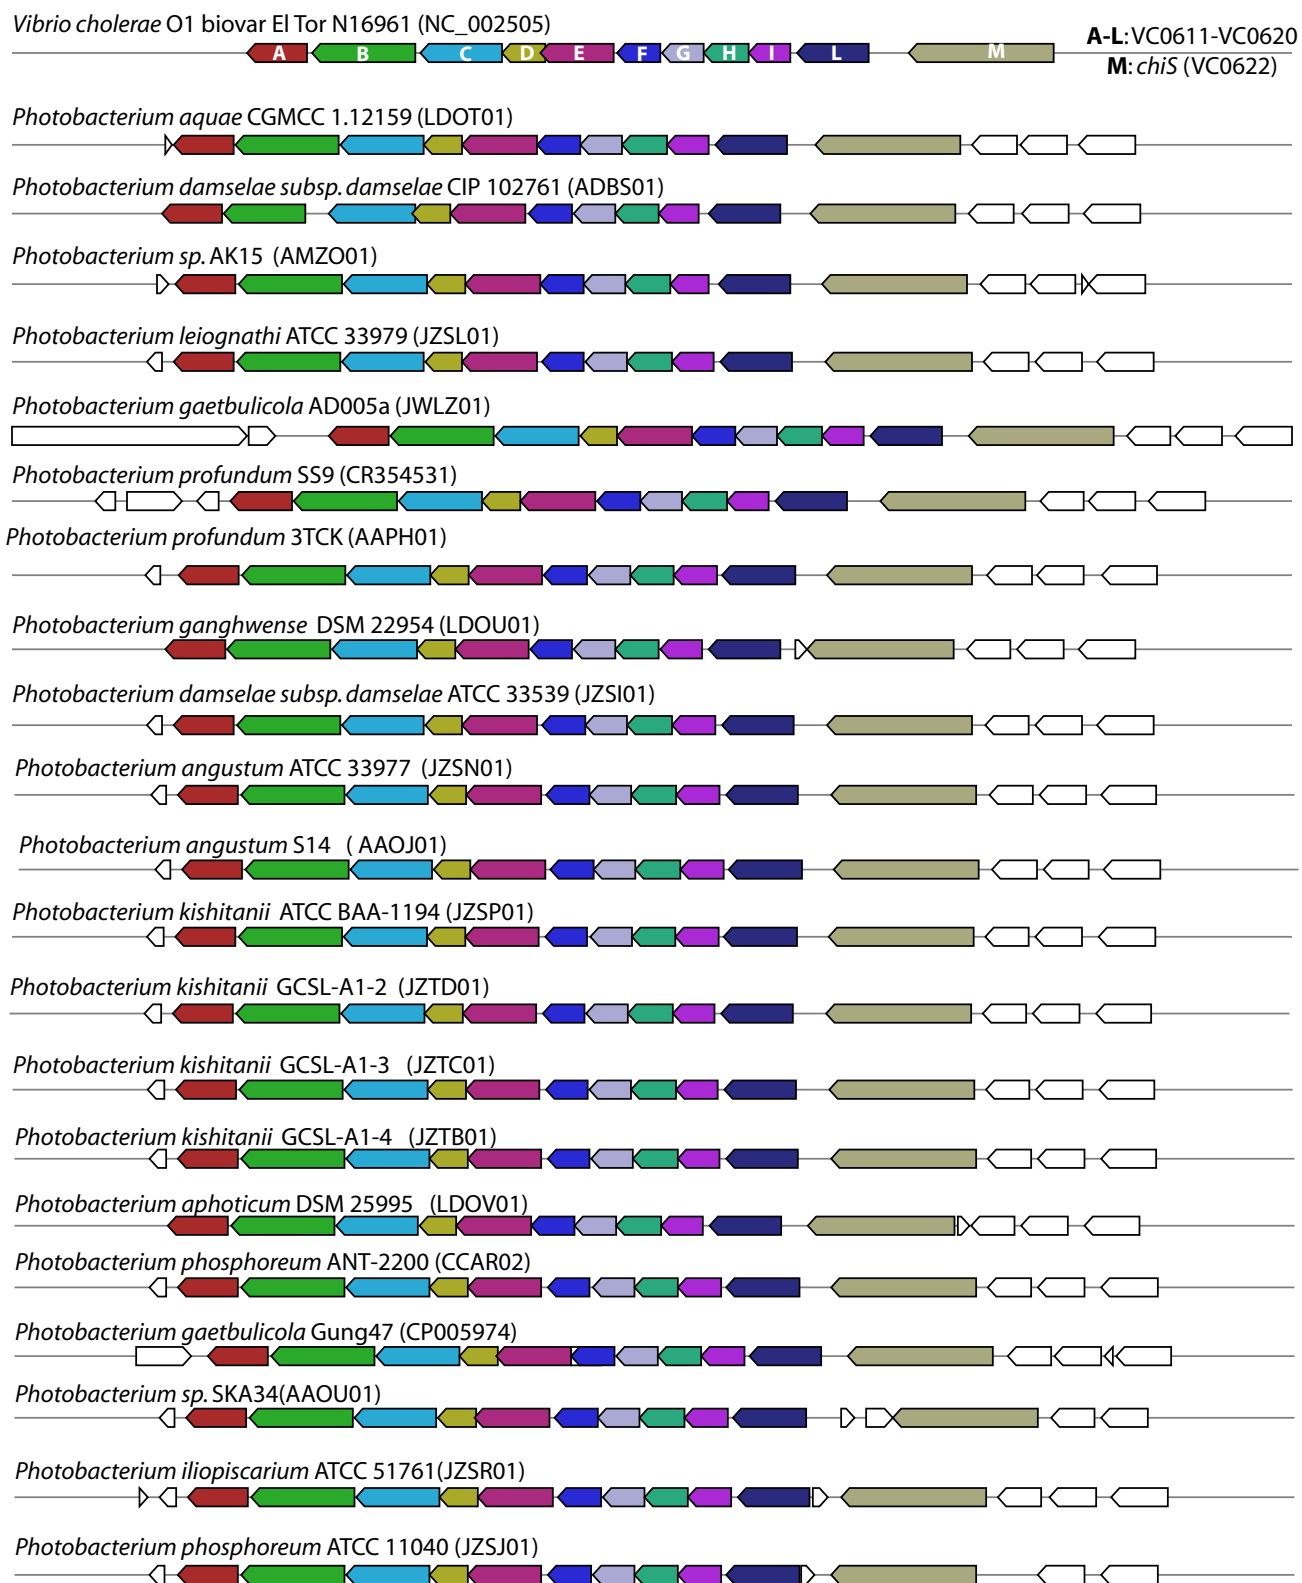 Vibrio cholerae O1 biovar El Tor N16961 (NC_002505)
A-L: VC0611-VC0620
A B C D E F G H I L M
M: chiS (VC0622)
Photobacterium aquae CGMCC 1.12159 (LDOT01)
Photobacterium damselae subsp. damselae CIP 102761 (ADBS01)
Photobacterium sp. AK15 (AMZO01)
Photobacterium leiognathi ATCC 33979 (JZSL01)
Photobacterium gaetbulicola AD005a (JWLZ01)
Photobacterium profundum SS9 (CR354531)
Photobacterium profundum 3TCK (AAPH01)
Photobacterium ganghwense DSM 22954 (LDOU01)
Photobacterium damselae subsp. damselae ATCC 33539 (JZSI01)
Photobacterium angustum ATCC 33977 (JZSN01)
Photobacterium angustum S14 ( AAOJ01)
Photobacterium kishitanii ATCC BAA-1194 (JZSP01)
Photobacterium kishitanii GCSL-A1-2 (JZTD01)
Photobacterium kishitanii GCSL-A1-3 (JZTC01)
Photobacterium kishitanii GCSL-A1-4 (JZTB01)
Photobacterium aphoticum DSM 25995 (LDOV01)
Photobacterium phosphoreum ANT-2200 (CCAR02)
Photobacterium gaetbulicola Gung47 (CP005974)
Photobacterium sp. SKA34(AAOU01)
Photobacterium iliopiscarium ATCC 51761(JZSR01)
Photobacterium phosphoreum ATCC 11040 (JZSJ01)